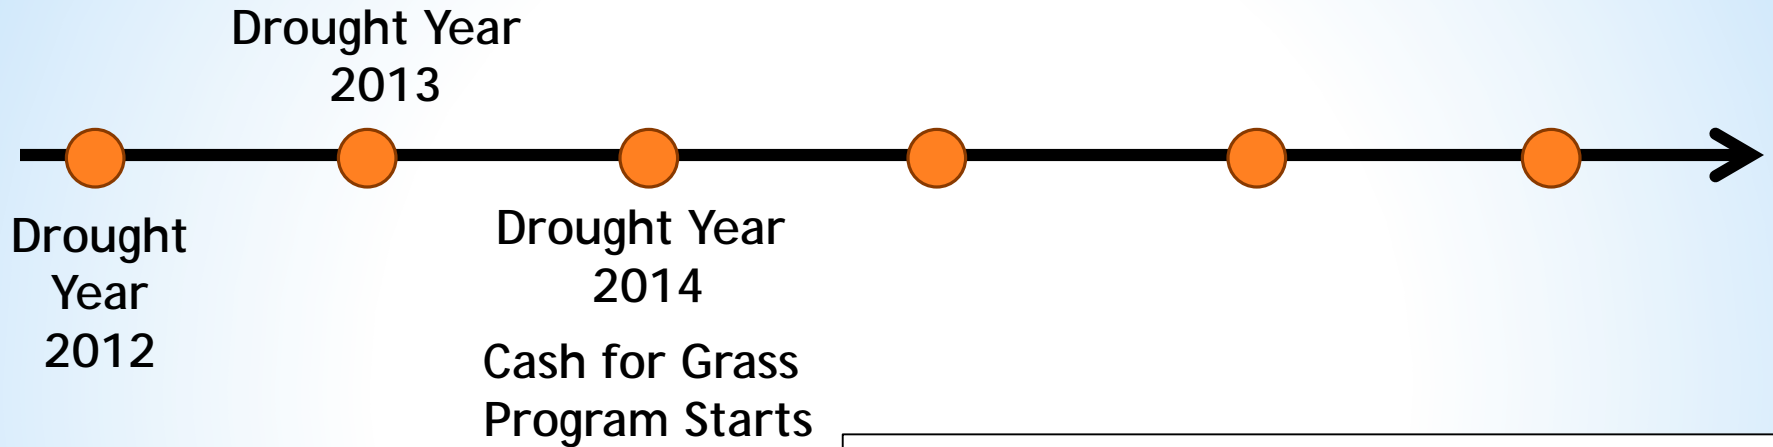 Drought Year
2013
Drought
Year
2012
Drought Year
2014
Cash for Grass
Program Starts